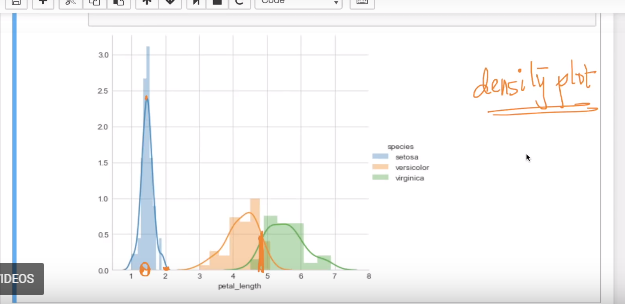 Code
3.0
2.5
2.0
1.5
1.0
0.5
0.0
1 2 3 4 5 6 7 8
petal_length
species
setosa
versicolor
virginica
density plot
IDEOS